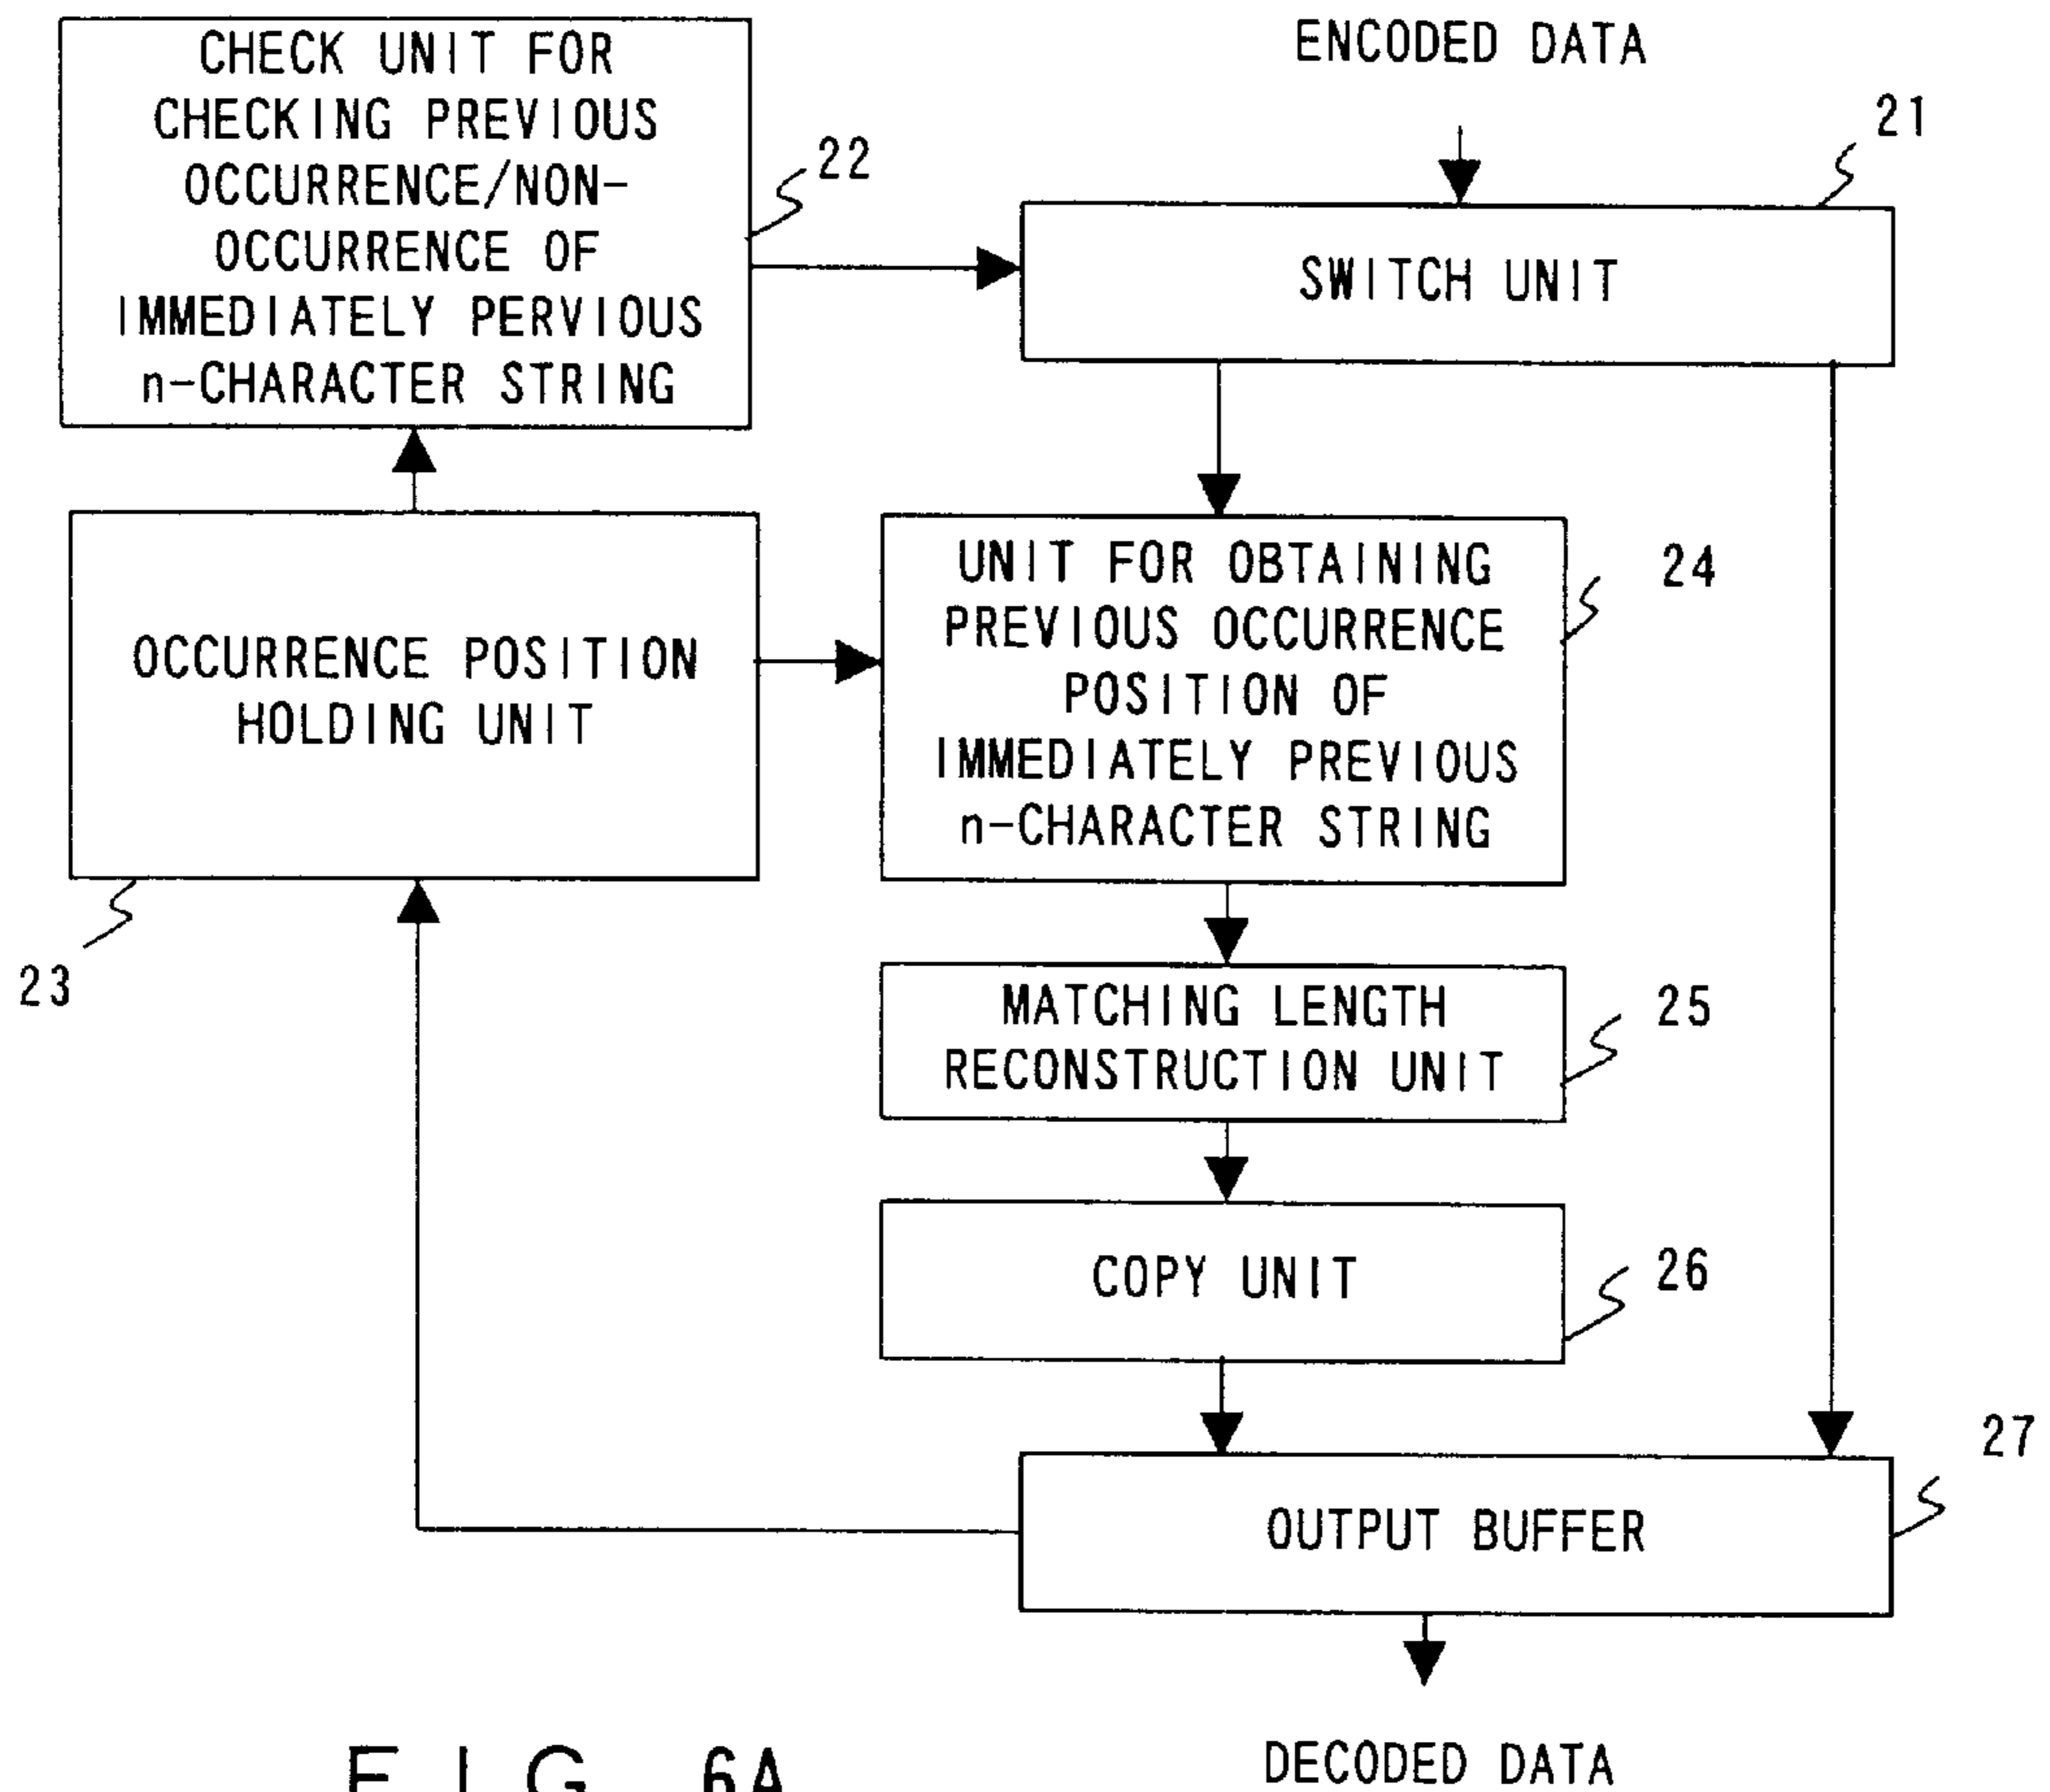 CHECK UNIT FOR
CHECKING PREVIOUS
OCCURRENCE/NON-
OCCURRENCE OF
IMMEDIATELY PERVIOUS
n-CHARACTER STRING
22
ENCODED DATA
21
SWITCH UNIT
OCCURRENCE POSITION
HOLDING UNIT
23
UNIT FOR OBTAINING
PREVIOUS OCCURRENCE
POSITION OF
IMMEDIATELY PREVIOUS
n-CHARACTER STRING
24
MATCHING LENGTH
RECONSTRUCTION UNIT
25
COPY UNIT
26
27
OUTPUT BUFFER
DECODED DATA
FIG. 6A